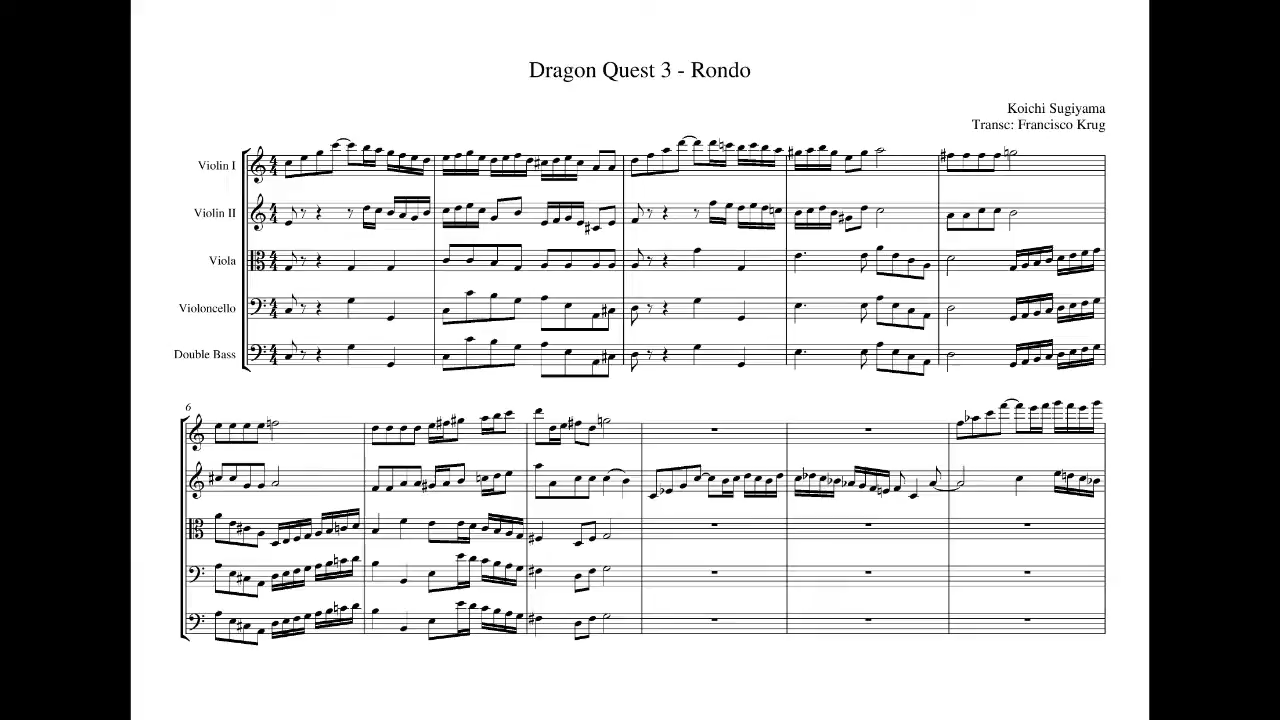 Dragon Quest 3 - Rondo
Koichi Sugiyama
Transc: Francisco Krug
Violin I
Violin II
Viola
Violoncello
Double Bass
6